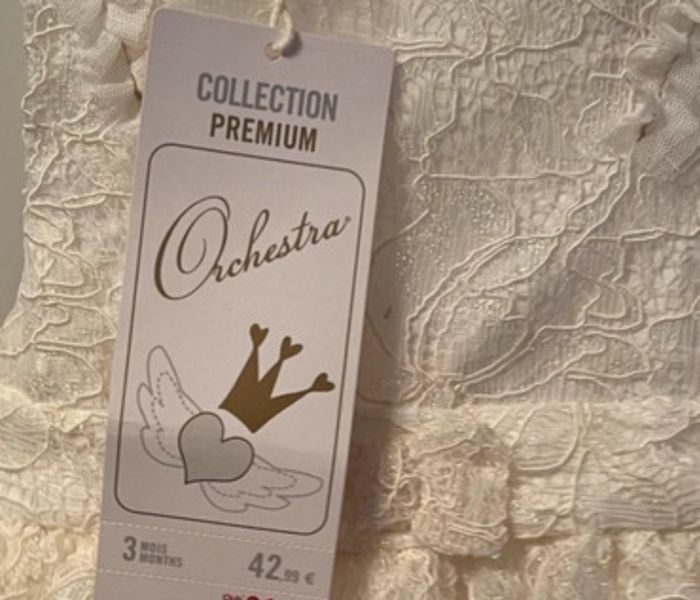 COLLECTION
PREMIUM
Orchestra
3 MOIS
MONTHS
42,99 €